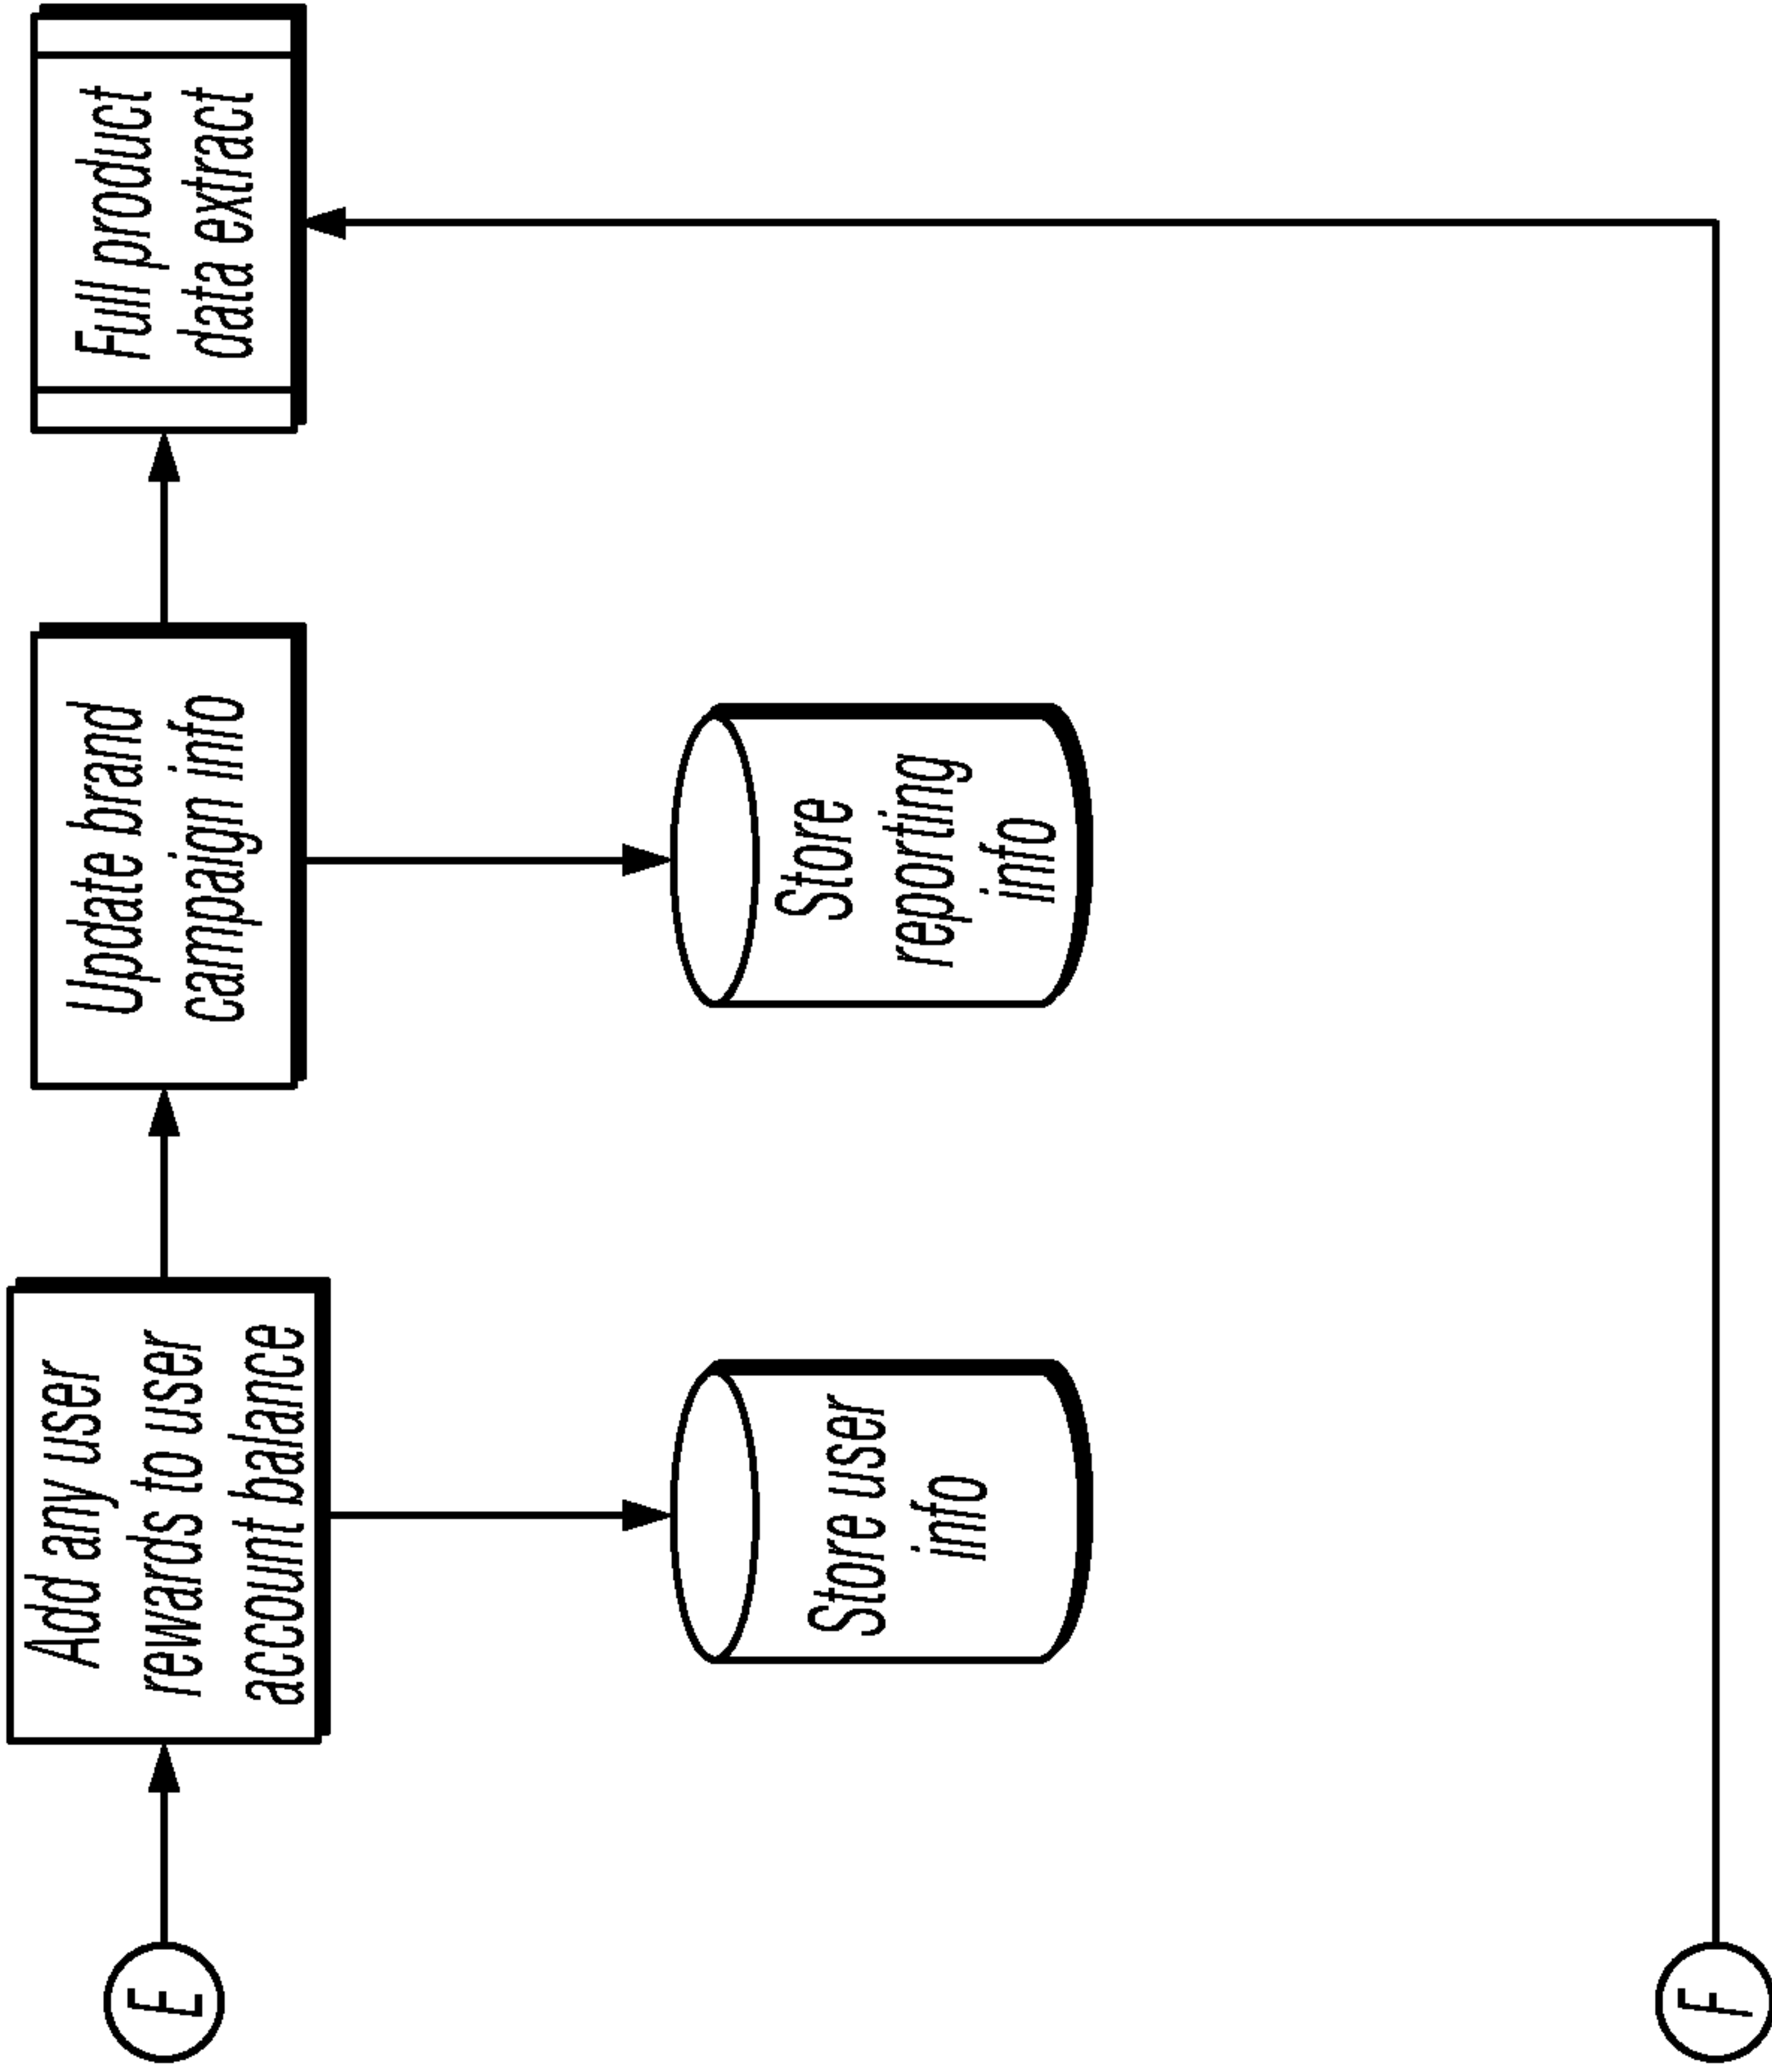 E
Add any user
rewards to user
account balance
Update brand
campaign info
Full product
data extract
Store user
info
Store
reporting
info
F